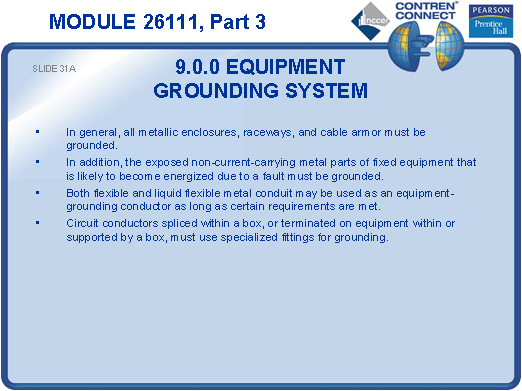 MODULE 26111, Part 3
nccer
CONTREN®
CONNECT
PEARSON
Prentice
Hall
SLIDE 31A
9.0.0 EQUIPMENT
GROUNDING SYSTEM
• In general, all metallic enclosures, raceways, and cable armor must be
grounded.
• In addition, the exposed non-current-carrying metal parts of fixed equipment that
is likely to become energized due to a fault must be grounded.
• Both flexible and liquid flexible metal conduit may be used as an equipment-
grounding conductor as long as certain requirements are met.
• Circuit conductors spliced within a box, or terminated on equipment within or
supported by a box, must use specialized fittings for grounding.